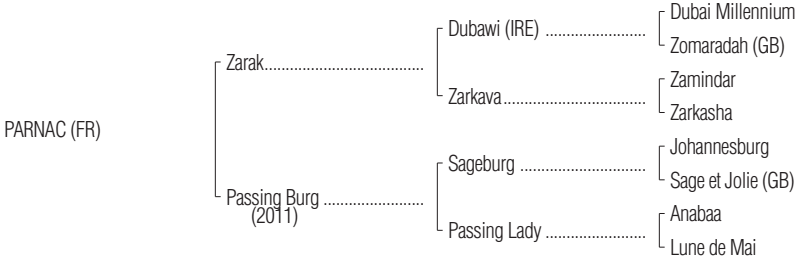 Dubai Millennium
Dubawi (IRE) ........................
Zomaradah (GB)
Zarak......................................
Zamindar
Zarkava..................................
Zarkasha
PARNAC (FR)
Johannesburg
Sageburg ..............................
Sage et Jolie (GB)
Passing Burg ........................
(2011)
Anabaa
Passing Lady ........................
Lune de Mai